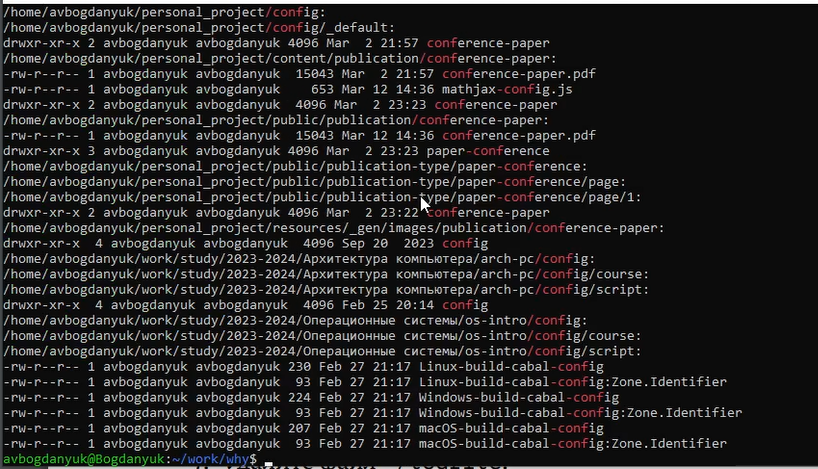 /home/avbogdanyuk/personal_project/config:
/home/avbogdanyuk/personal_project/config/_default:
drwxr-xr-x 2 avbogdanyuk avbogdanyuk 4096 Mar  2 21:57 conference-paper
/home/avbogdanyuk/personal_project/content/publication/conference-paper:
-rw-r--r-- 1 avbogdanyuk avbogdanyuk  15043 Mar  2 21:57 conference-paper.pdf
-rw-r--r-- 1 avbogdanyuk avbogdanyuk    653 Mar 12 14:36 mathjax-config.js
drwxr-xr-x 2 avbogdanyuk avbogdanyuk  4096 Mar  2 23:23 conference-paper
/home/avbogdanyuk/personal_project/public/publication/conference-paper:
-rw-r--r-- 1 avbogdanyuk avbogdanyuk  15043 Mar 12 14:36 conference-paper.pdf
drwxr-xr-x 3 avbogdanyuk avbogdanyuk 4096 Mar  2 23:23 paper-conference
/home/avbogdanyuk/personal_project/public/publication-type/paper-conference:
/home/avbogdanyuk/personal_project/public/publication-type/paper-conference/page:
/home/avbogdanyuk/personal_project/public/publication-type/paper-conference/page/1:
drwxr-xr-x 2 avbogdanyuk avbogdanyuk 4096 Mar  2 23:22 conference-paper
/home/avbogdanyuk/personal_project/resources/_gen/images/publication/conference-paper:
drwxr-xr-x  4 avbogdanyuk avbogdanyuk  4096 Sep 20  2023 config
/home/avbogdanyuk/work/study/2023-2024/Архитектура компьютера/arch-pc/config:
/home/avbogdanyuk/work/study/2023-2024/Архитектура компьютера/arch-pc/config/course:
/home/avbogdanyuk/work/study/2023-2024/Архитектура компьютера/arch-pc/config/script:
drwxr-xr-x  4 avbogdanyuk avbogdanyuk  4096 Feb 25 20:14 config
/home/avbogdanyuk/work/study/2023-2024/Операционные системы/os-intro/config:
/home/avbogdanyuk/work/study/2023-2024/Операционные системы/os-intro/config/course:
/home/avbogdanyuk/work/study/2023-2024/Операционные системы/os-intro/config/script:
-rw-r--r-- 1 avbogdanyuk avbogdanyuk 230 Feb 27 21:17 Linux-build-cabal-config
-rw-r--r-- 1 avbogdanyuk avbogdanyuk  93 Feb 27 21:17 Linux-build-cabal-config:Zone.Identifier
-rw-r--r-- 1 avbogdanyuk avbogdanyuk 224 Feb 27 21:17 Windows-build-cabal-config
-rw-r--r-- 1 avbogdanyuk avbogdanyuk  93 Feb 27 21:17 Windows-build-cabal-config:Zone.Identifier
-rw-r--r-- 1 avbogdanyuk avbogdanyuk 207 Feb 27 21:17 macOS-build-cabal-config
-rw-r--r-- 1 avbogdanyuk avbogdanyuk  93 Feb 27 21:17 macOS-build-cabal-config:Zone.Identifier
avbogdanyuk@Bogdanyuk:~/work/why$